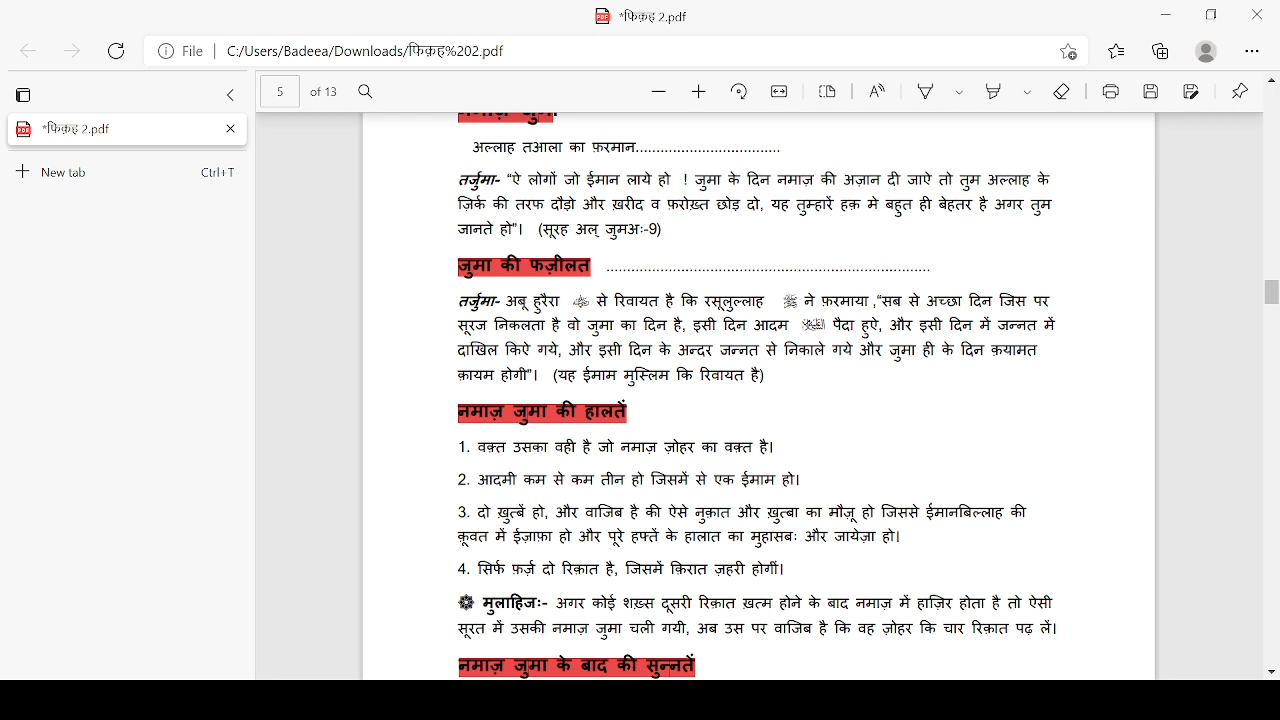 *फिक़ह 2.pdf
File | C:/Users/Badeea/Downloads/फिक़ह%202.pdf
5 of 13
*फिक़ह 2.pdf
New tab Ctrl+T
नमाज़ जुमा
अल्लाह तआला का फ़रमान...................................
तर्जुमा- "ऐ लोगों जो ईमान लाये हो ! जुमा के दिन नमाज़ की अज़ान दी जाऐ तो तुम अल्लाह के
ज़िर्क की तरफ दौड़ो और ख़रीद व फ़रोख़्त छोड़ दो, यह तुम्हारें हक़ मे बहुत ही बेहतर है अगर तुम
जानते हो"। (सूरह अल् जुमअः-9)
जुमा की फज़ीलत ................................................................................
तर्जुमा- अबू हुरैरा से रिवायत है कि रसूलुल्लाह ﷺ ने फ़रमाया ,"सब से अच्छा दिन जिस पर
सूरज निकलता है वो जुमा का दिन है, इसी दिन आदम पैदा हुऐ, और इसी दिन में जन्नत में
दाखिल किऐ गये, और इसी दिन के अन्दर जन्नत से निकाले गये और जुमा ही के दिन क़यामत
क़ायम होगी"। (यह ईमाम मुस्लिम कि रिवायत है)
नमाज़ जुमा की हालतें
1. वक़्त उसका वही है जो नमाज़ ज़ोहर का वक़्त है।
2. आदमी कम से कम तीन हो जिसमें से एक ईमाम हो।
3. दो ख़ुत्बें हो, और वाजिब है की ऐसे नुक़ात और ख़ुत्बा का मौज़ू हो जिससे ईमानंबिल्लाह की
क़ूवत में ईज़ाफ़ा हो और पूरे हफ्तें के हालात का मुहासबः और जायेज़ा हो।
4. सिर्फ फ़र्ज़ दो रिक़ात है, जिसमें क़िरात ज़हरी होगीं।
मुलाहिजः- अगर कोई शख़्स दूसरी रिक़ात ख़त्म होने के बाद नमाज़ में हाज़िर होता है तो ऐसी
सूरत में उसकी नमाज़ जुमा चली गयी, अब उस पर वाजिब है कि वह ज़ोहर कि चार रिक़ात पढ़ लें।
नमाज़ जुमा के बाद की सुन्नतें